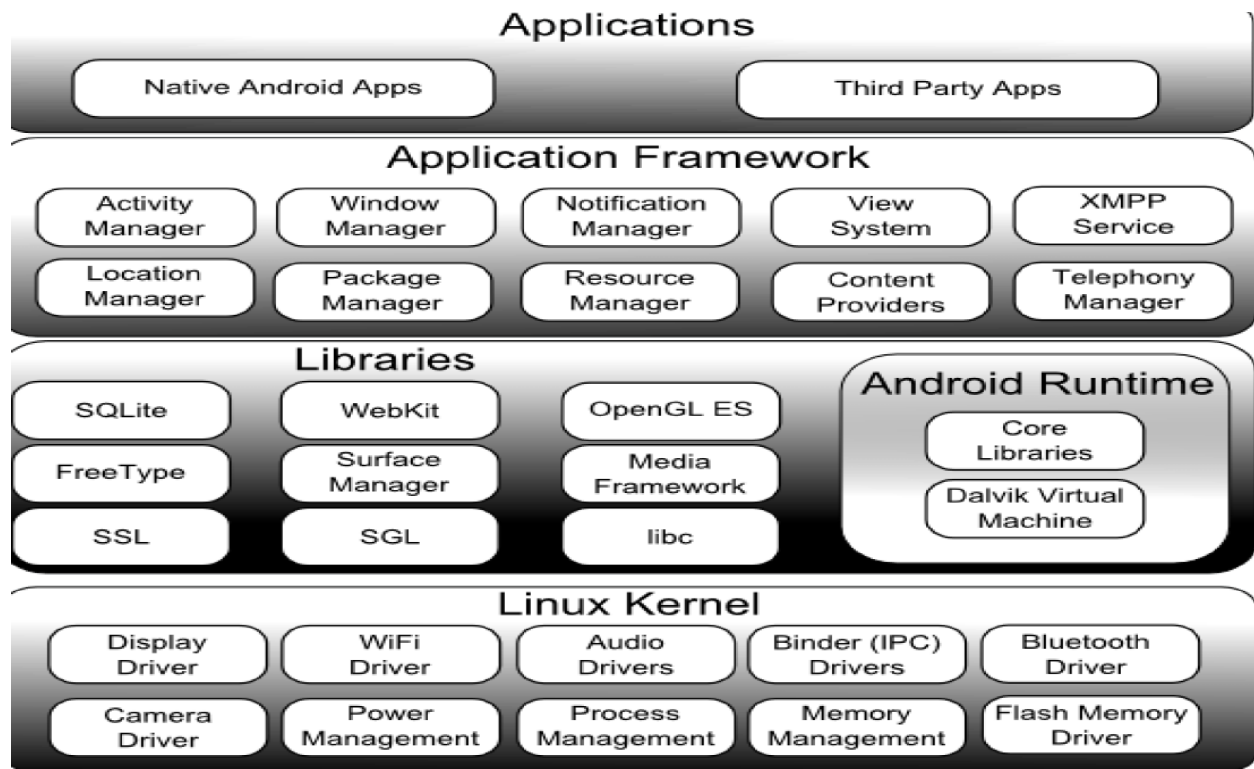 Applications
Native Android Apps
Third Party Apps
Application Framework
Activity
Manager
Window
Manager
Notification
Manager
View
System
XMPP
Service
Location
Manager
Package
Manager
Resource
Manager
Content
Providers
Telephony
Manager
Libraries
SQLite
WebKit
OpenGL ES
FreeType
Surface
Manager
Media
Framework
SSL
SGL
libc
Android Runtime
Core
Libraries
Dalvik Virtual
Machine
Linux Kernel
Display
Driver
WiFi
Driver
Audio
Drivers
Binder (IPC)
Drivers
Bluetooth
Driver
Camera
Driver
Power
Management
Process
Management
Memory
Management
Flash Memory
Driver